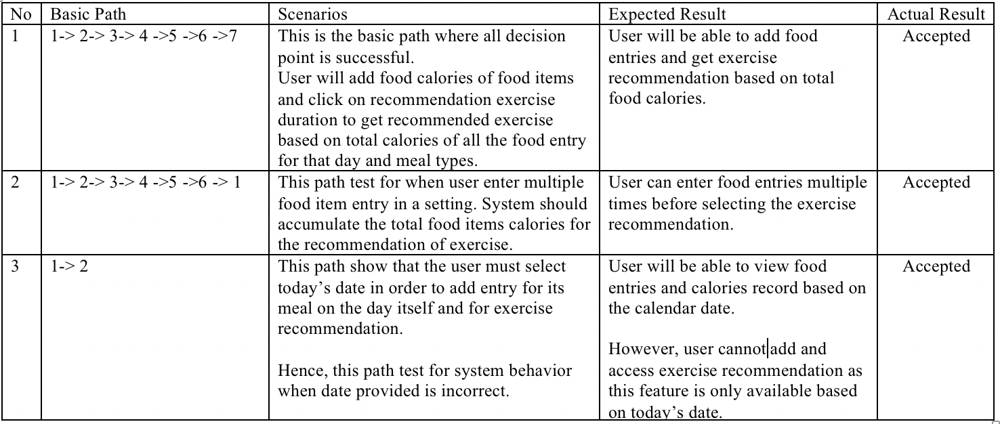 No Basic Path Scenarios Expected Result Actual Result
1 1-> 2-> 3-> 4 ->5 ->6 ->7 This is the basic path where all decision User will be able to add food Accepted
point is successful. entries and get exercise
User will add food calories of food items recommendation based on total
and click on recommendation exercise food calories.
duration to get recommended exercise
based on total calories of all the food entry
for that day and meal types.
2 1-> 2-> 3-> 4 ->5 ->6 -> 1 This path test for when user enter multiple User can enter food entries multiple Accepted
food item entry in a setting. System should times before selecting the exercise
accumulate the total food items calories for recommendation.
the recommendation of exercise.
3 1-> 2 This path show that the user must select User will be able to view food Accepted
today’s date in order to add entry for its entries and calories record based on
meal on the day itself and for exercise the calendar date.
recommendation.
However, user cannot add and
Hence, this path test for system behavior access exercise recommendation as
when date provided is incorrect. this feature is only available based
on today’s date.